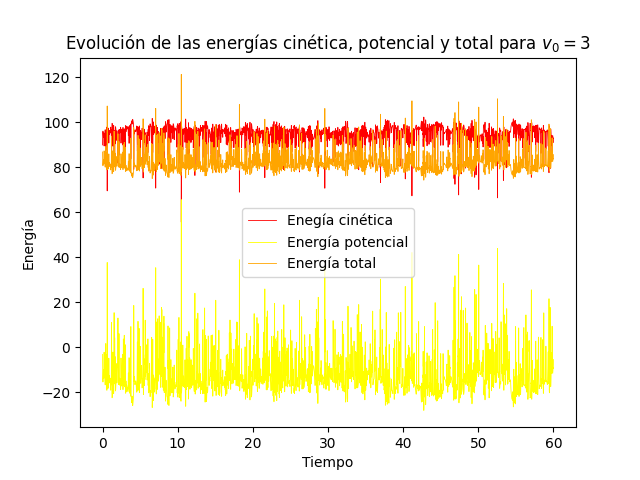 Evolución de las energías cinética, potencial y total para $v_0 = 3$
120
100
80
60
40
20
0
−20
Energía
Enegía cinética
Energía potencial
Energía total
0 10 20 30 40 50 60
Tiempo